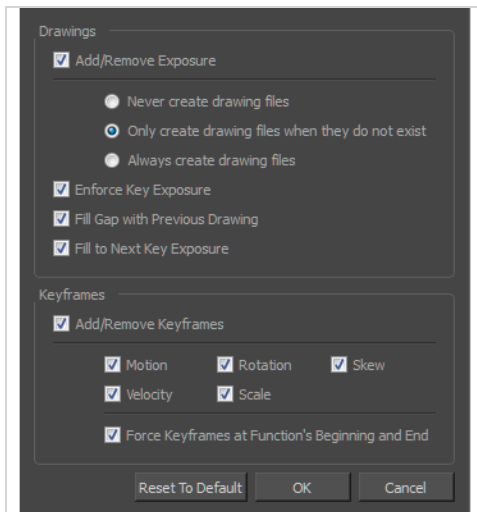 Drawings
Add/Remove Exposure
Never create drawing files
Only create drawing files when they do not exist
Always create drawing files
Enforce Key Exposure
Fill Gap with Previous Drawing
Fill to Next Key Exposure
Keyframes
Add/Remove Keyframes
Motion Rotation Skew
Velocity Scale
Force Keyframes at Function's Beginning and End
Reset To Default OK Cancel